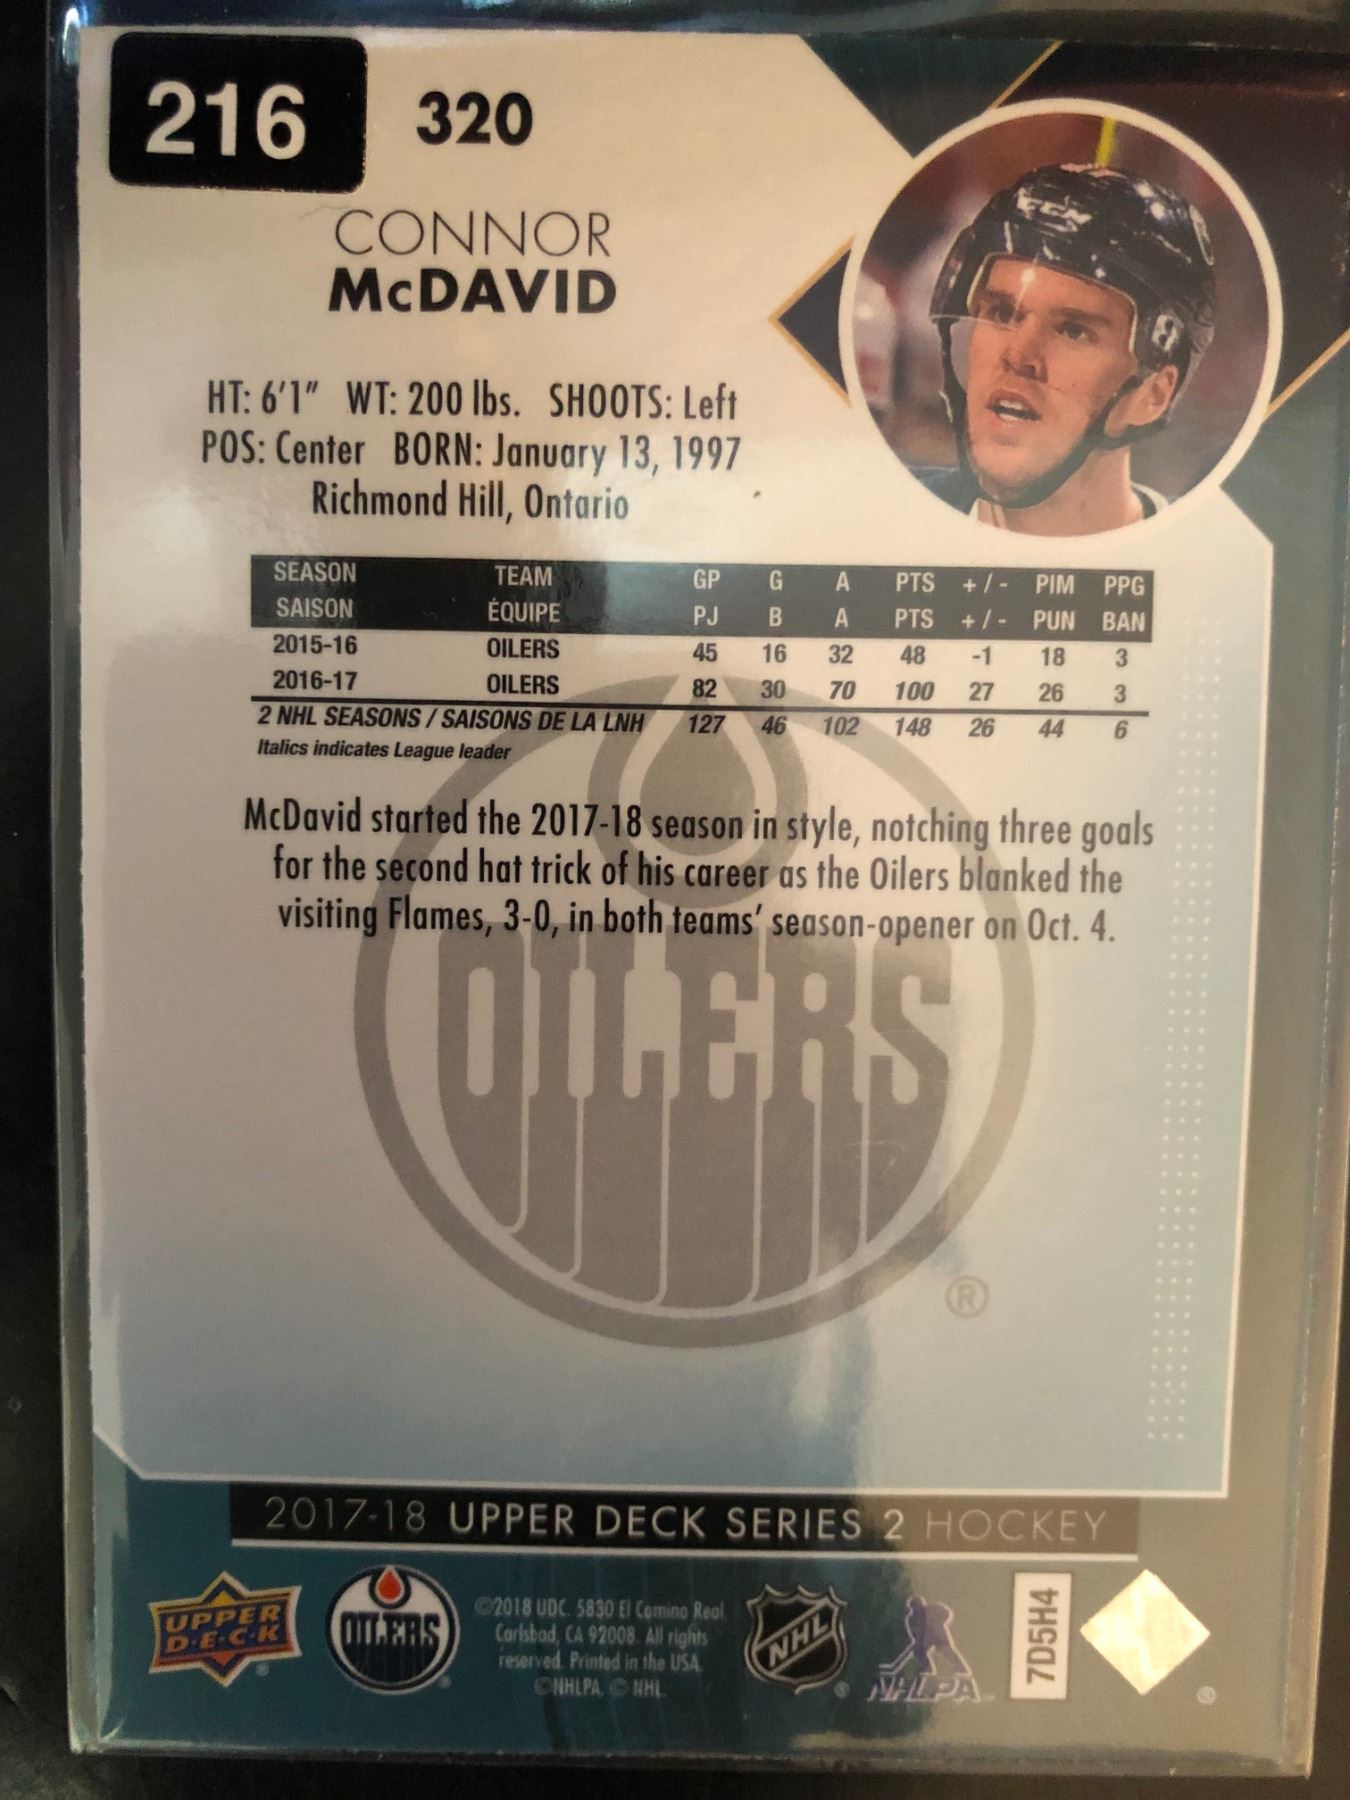 216 320
CONNOR
McDAVID
CCM
HT: 6'1" WT: 200 lbs. SHOOTS: Left
POS: Center BORN: January 13, 1997
Richmond Hill, Ontario
SEASON TEAM GP G A PTS +/- PIM PPG
SAISON ÉQUIPE PJ B A PTS +/- PUN BAN
2015-16 OILERS 45 16 32 48 -1 18 3
2016-17 OILERS 82 30 70 100 27 26 3
2 NHL SEASONS / SAISONS DE LA LNH 127 46 102 148 26 44 6
Italics indicates League leader
McDavid started the 2017-18 season in style, notching three goals
for the second hat trick of his career as the Oilers blanked the
visiting Flames, 3-0, in both teams' season-opener on Oct. 4.
OILERS
®
2017-18 UPPER DECK SERIES 2 HOCKEY
UPPER
D·E·C·K
®
OILERS
©2018 UDC. 5830 El Camino Real,
Carlsbad, CA 92008. All rights
reserved. Printed in the USA.
©NHLPA. © NHL.
NHL
®
NHLPA
7D5H4
®